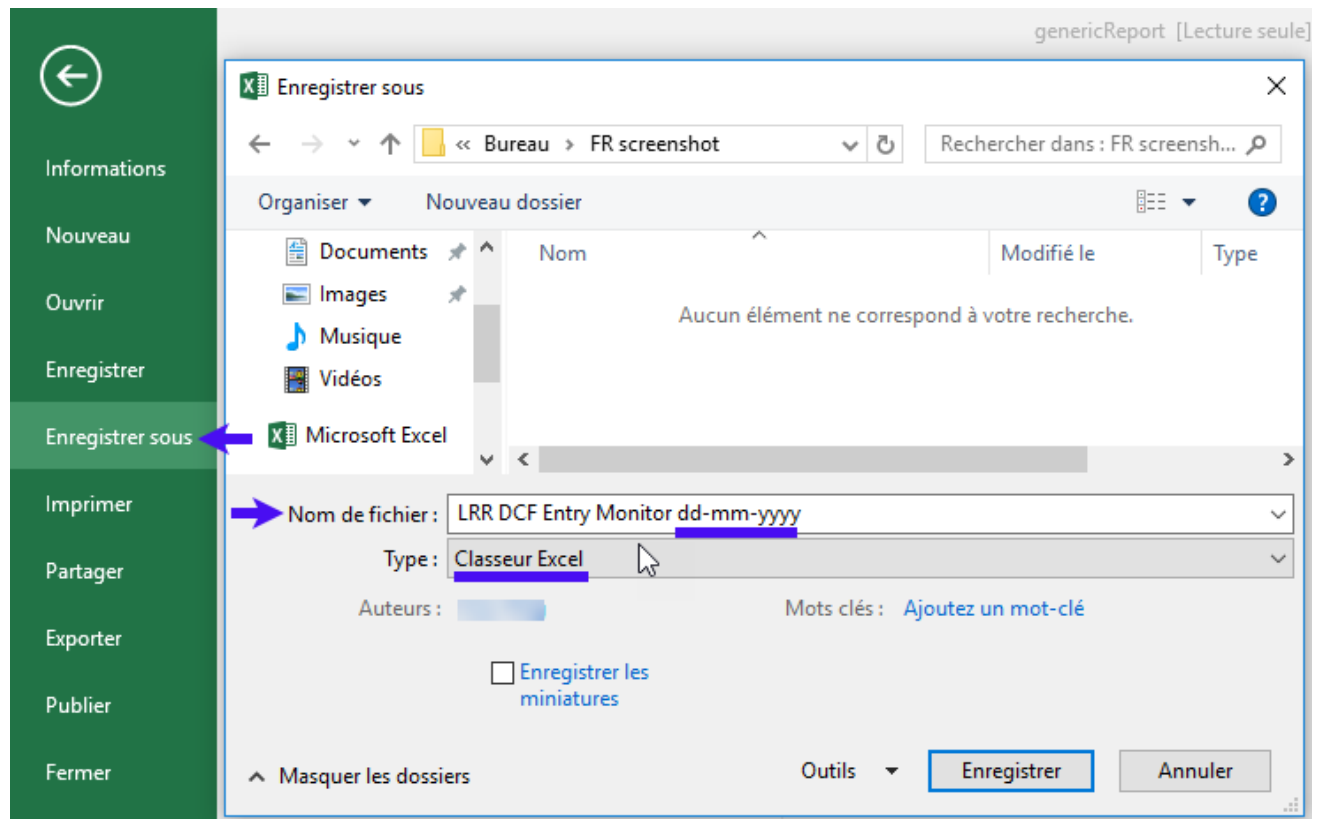 genericReport [Lecture seule]
Enregistrer sous
« Bureau > FR screenshot
Rechercher dans : FR screensh...
Informations
Organiser
Nouveau dossier
?
Nouveau
Documents
Nom
Modifié le
Type
Images
Ouvrir
Aucun élément ne correspond à votre recherche.
Musique
Enregistrer
Vidéos
Enregistrer sous
Microsoft Excel
Imprimer
Nom de fichier : LRR DCF Entry Monitor dd-mm-yyyy
Type : Classeur Excel
Partager
Auteurs :
Mots clés : Ajoutez un mot-clé
Exporter
Enregistrer les
miniatures
Publier
Fermer
Masquer les dossiers
Outils
Enregistrer
Annuler